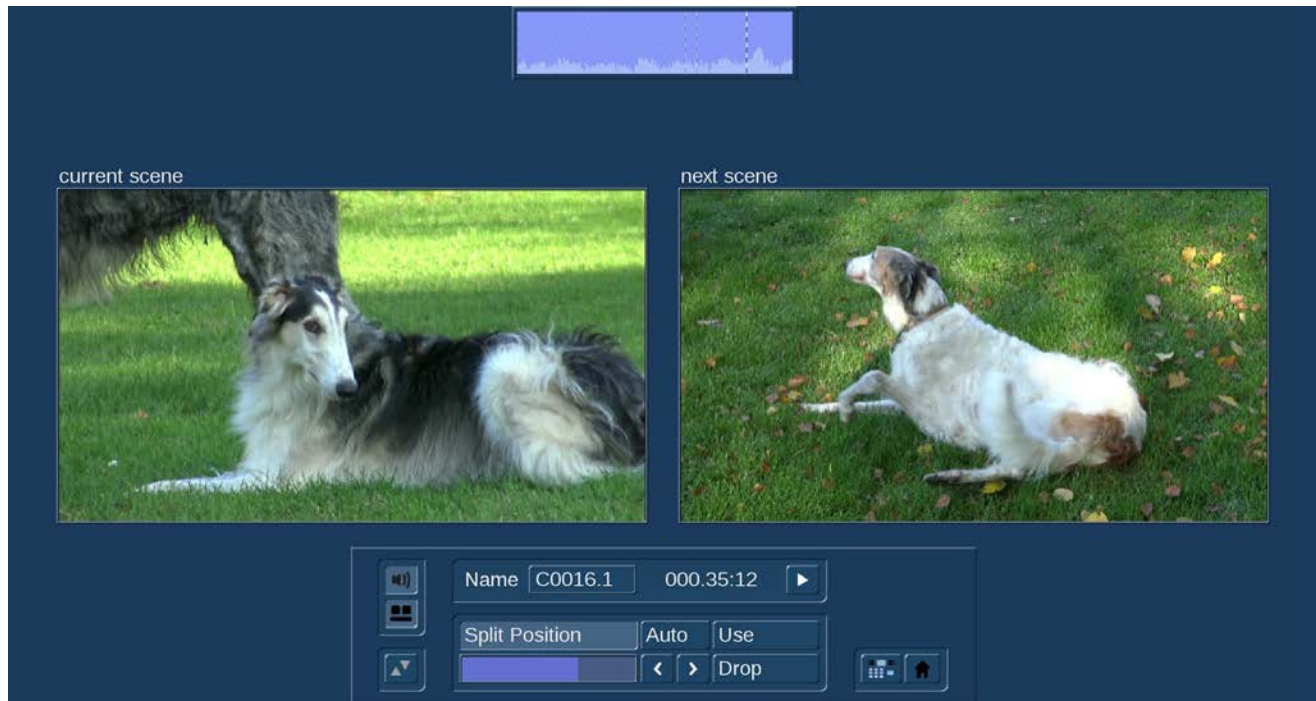 current scene
next scene
Name C0016.1 000.35:12
Split Position Auto Use
Drop